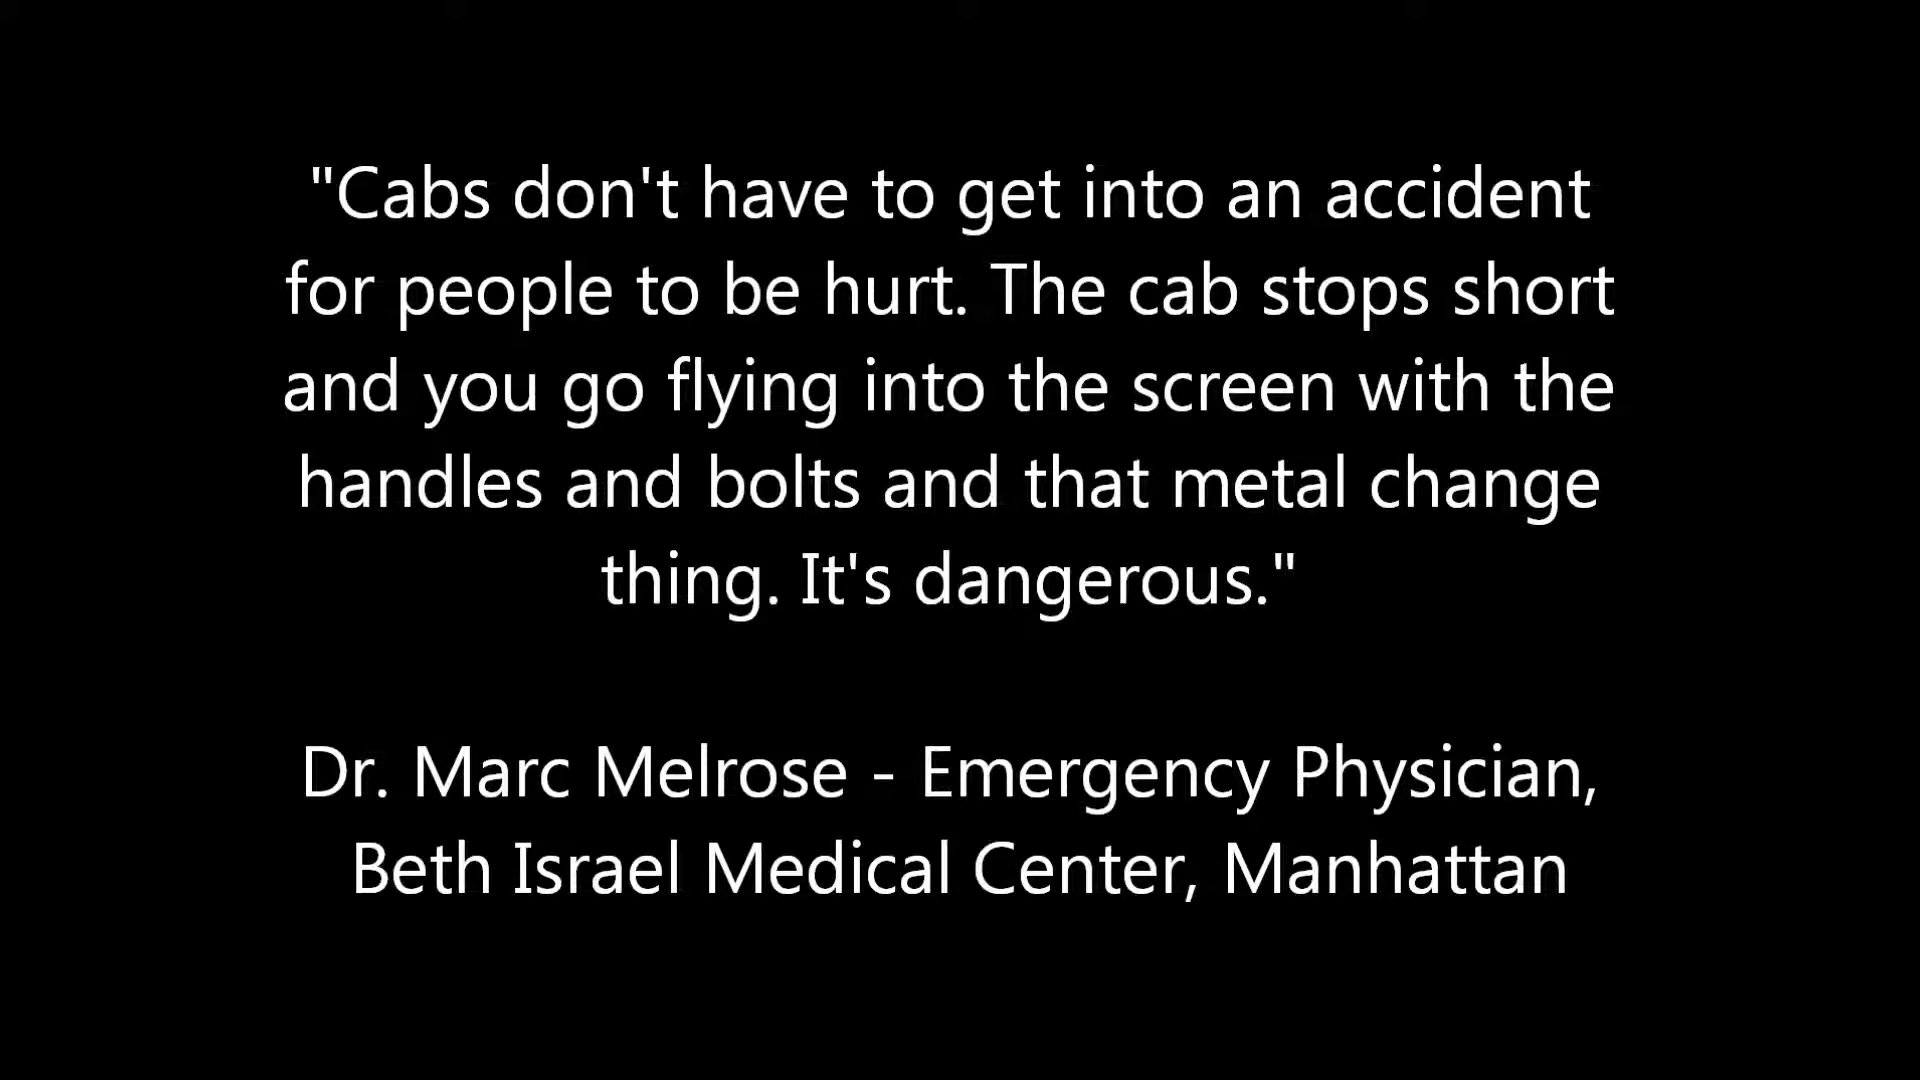 "Cabs don't have to get into an accident
for people to be hurt. The cab stops short
and you go flying into the screen with the
handles and bolts and that metal change
thing. It's dangerous."
Dr. Marc Melrose - Emergency Physician,
Beth Israel Medical Center, Manhattan